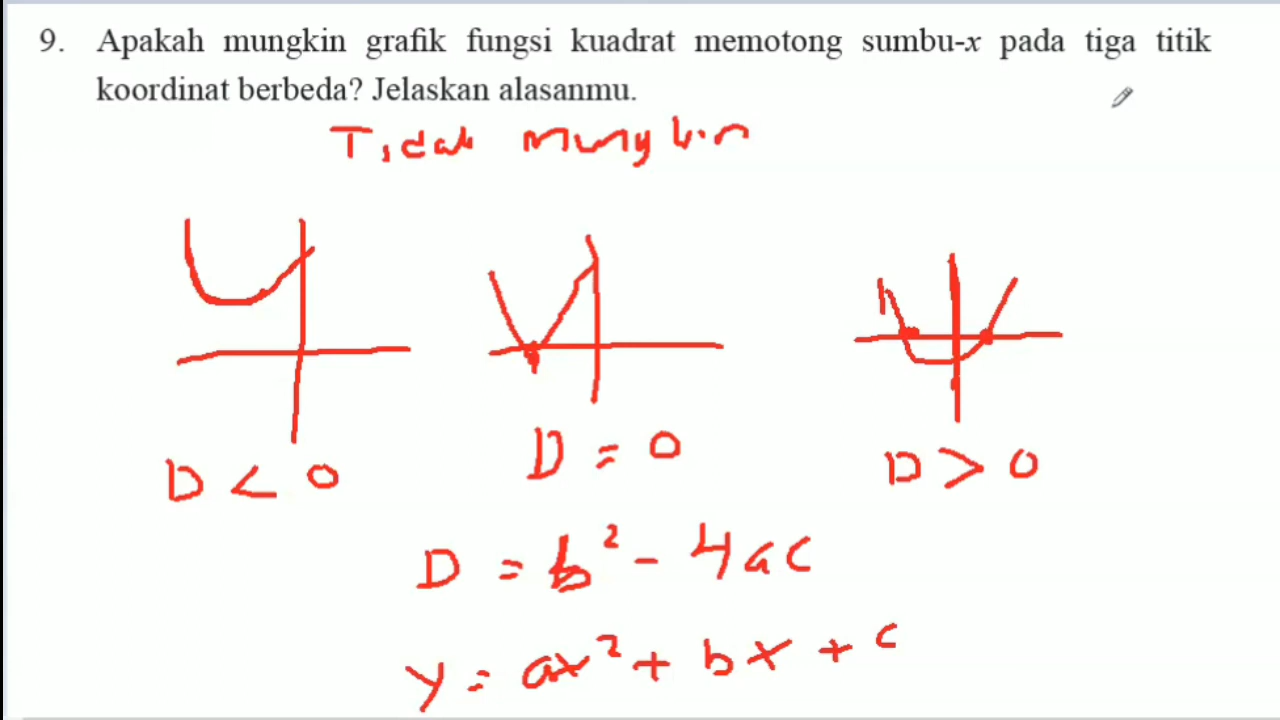 9. Apakah mungkin grafik fungsi kuadrat memotong sumbu-x pada tiga titik
koordinat berbeda? Jelaskan alasanmu.
Tidak mungkin
D < 0
D = 0
D > 0
D = b² - 4ac
y = ax² + bx + c